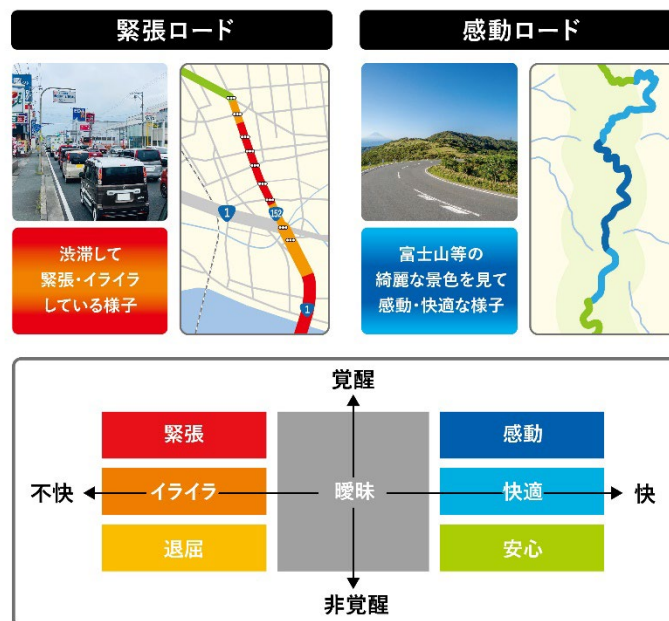 緊張ロード
感動ロード
渋滞して
緊張・イライラ
している様子
1
152
1
富士山等の
綺麗な景色を見て
感動・快適な様子
覚醒
緊張
感動
不快
イライラ
曖昧
快適
快
退屈
安心
非覚醒